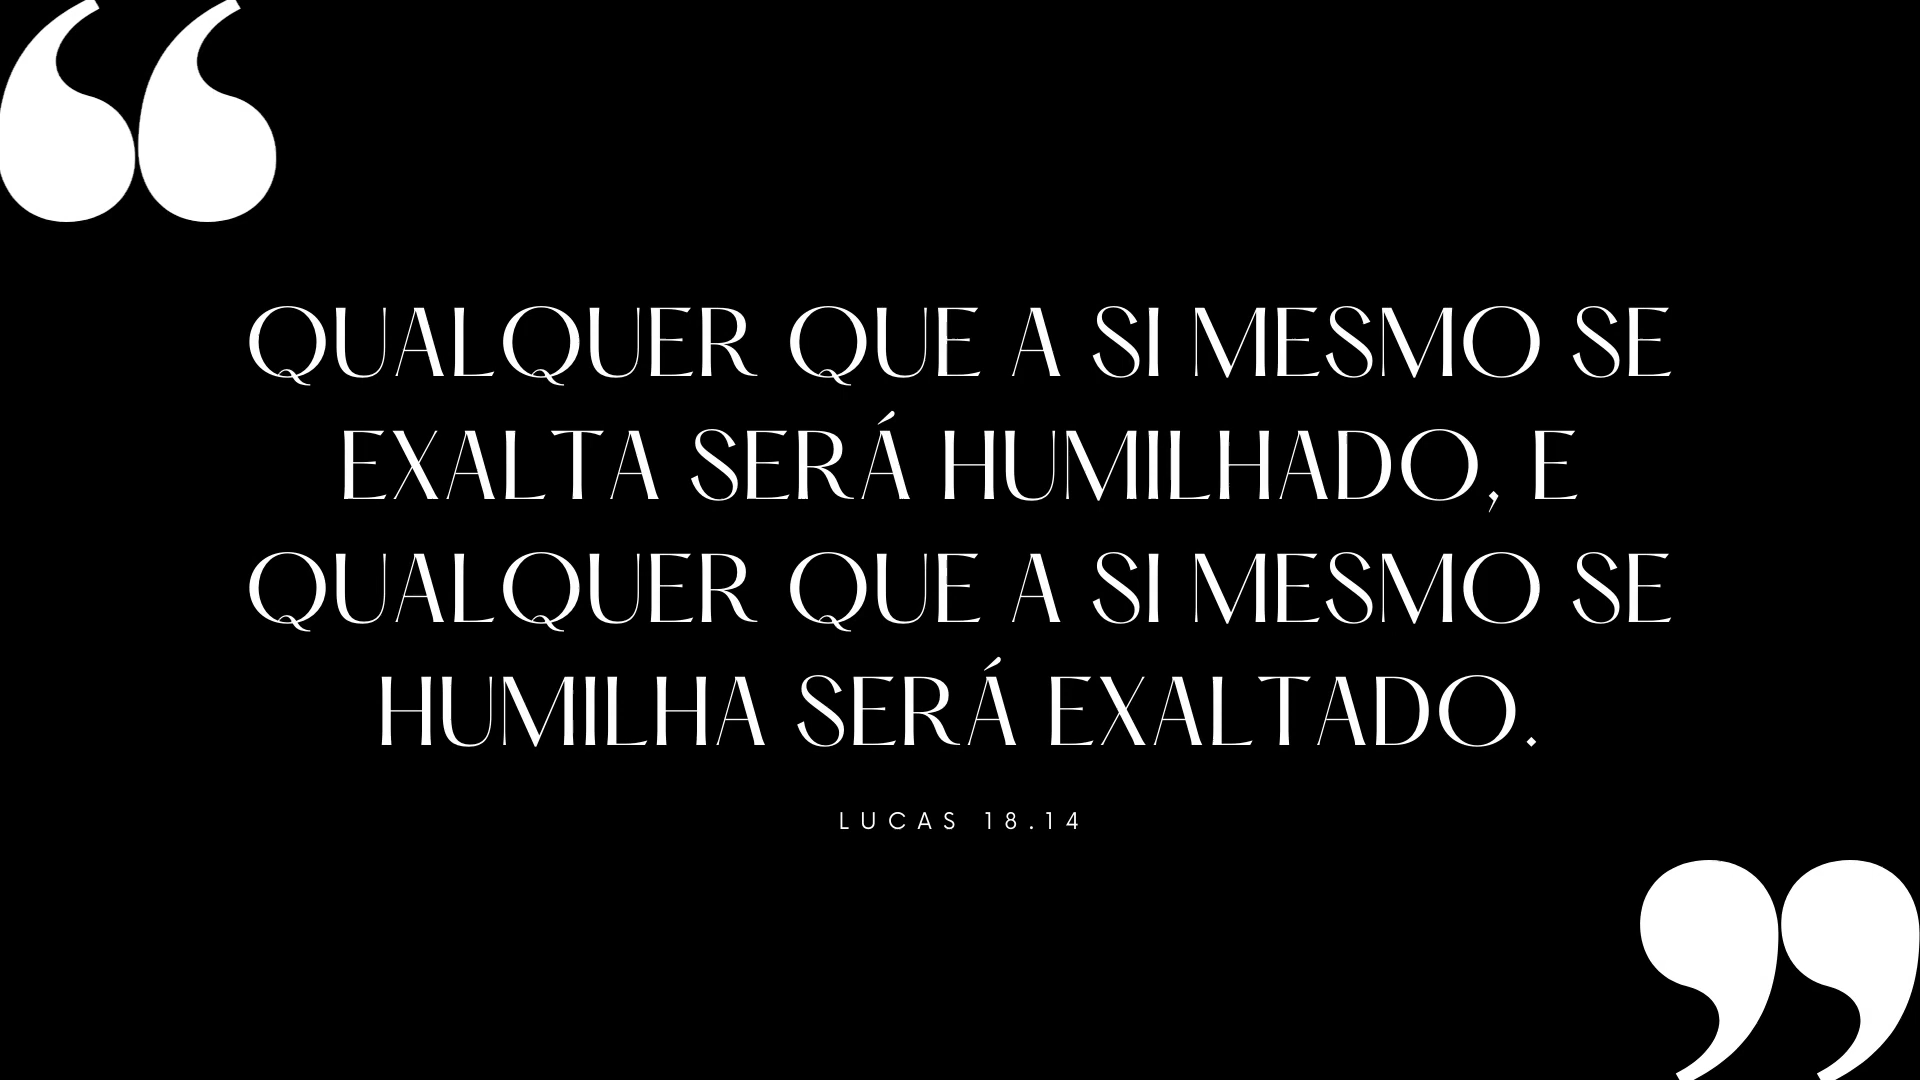 “
QUALQUER QUE A SI MESMO SE
EXALTA SERÁ HUMILHADO, E
QUALQUER QUE A SI MESMO SE
HUMILHA SERÁ EXALTADO.
LUCAS 18.14
”